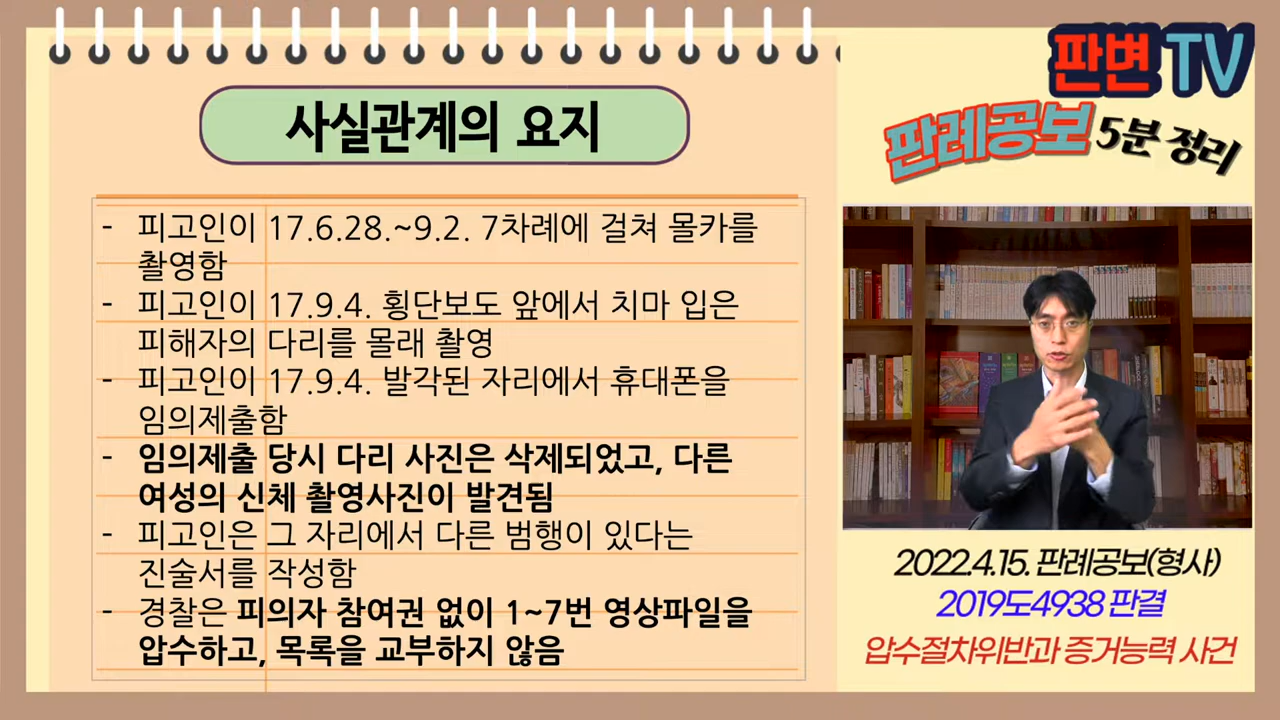 판변 TV
판례공보 5분 정리
사실관계의 요지
- 피고인이 17.6.28.~9.2. 7차례에 걸쳐 몰카를
촬영함
- 피고인이 17.9.4. 횡단보도 앞에서 치마 입은
피해자의 다리를 몰래 촬영
- 피고인이 17.9.4. 발각된 자리에서 휴대폰을
임의제출함
- 임의제출 당시 다리 사진은 삭제되었고, 다른
여성의 신체 촬영사진이 발견됨
- 피고인은 그 자리에서 다른 범행이 있다는
진술서를 작성함
- 경찰은 피의자 참여권 없이 1~7번 영상파일을
압수하고, 목록을 교부하지 않음
2022.4.15. 판례공보(형사)
2019도4938 판결
압수절차위반과 증거능력 사건